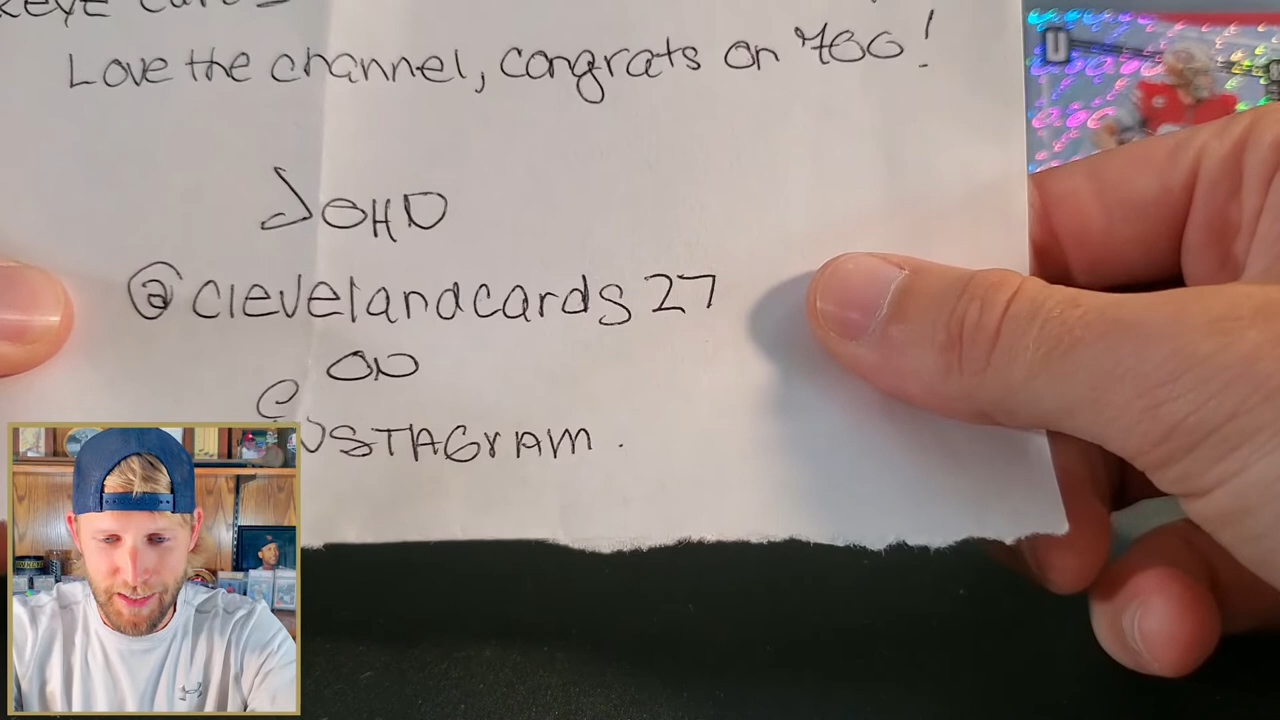 Love the channel, congrats on 700!
JOHN
@clevelandcards27
ON
INSTAGrAM.